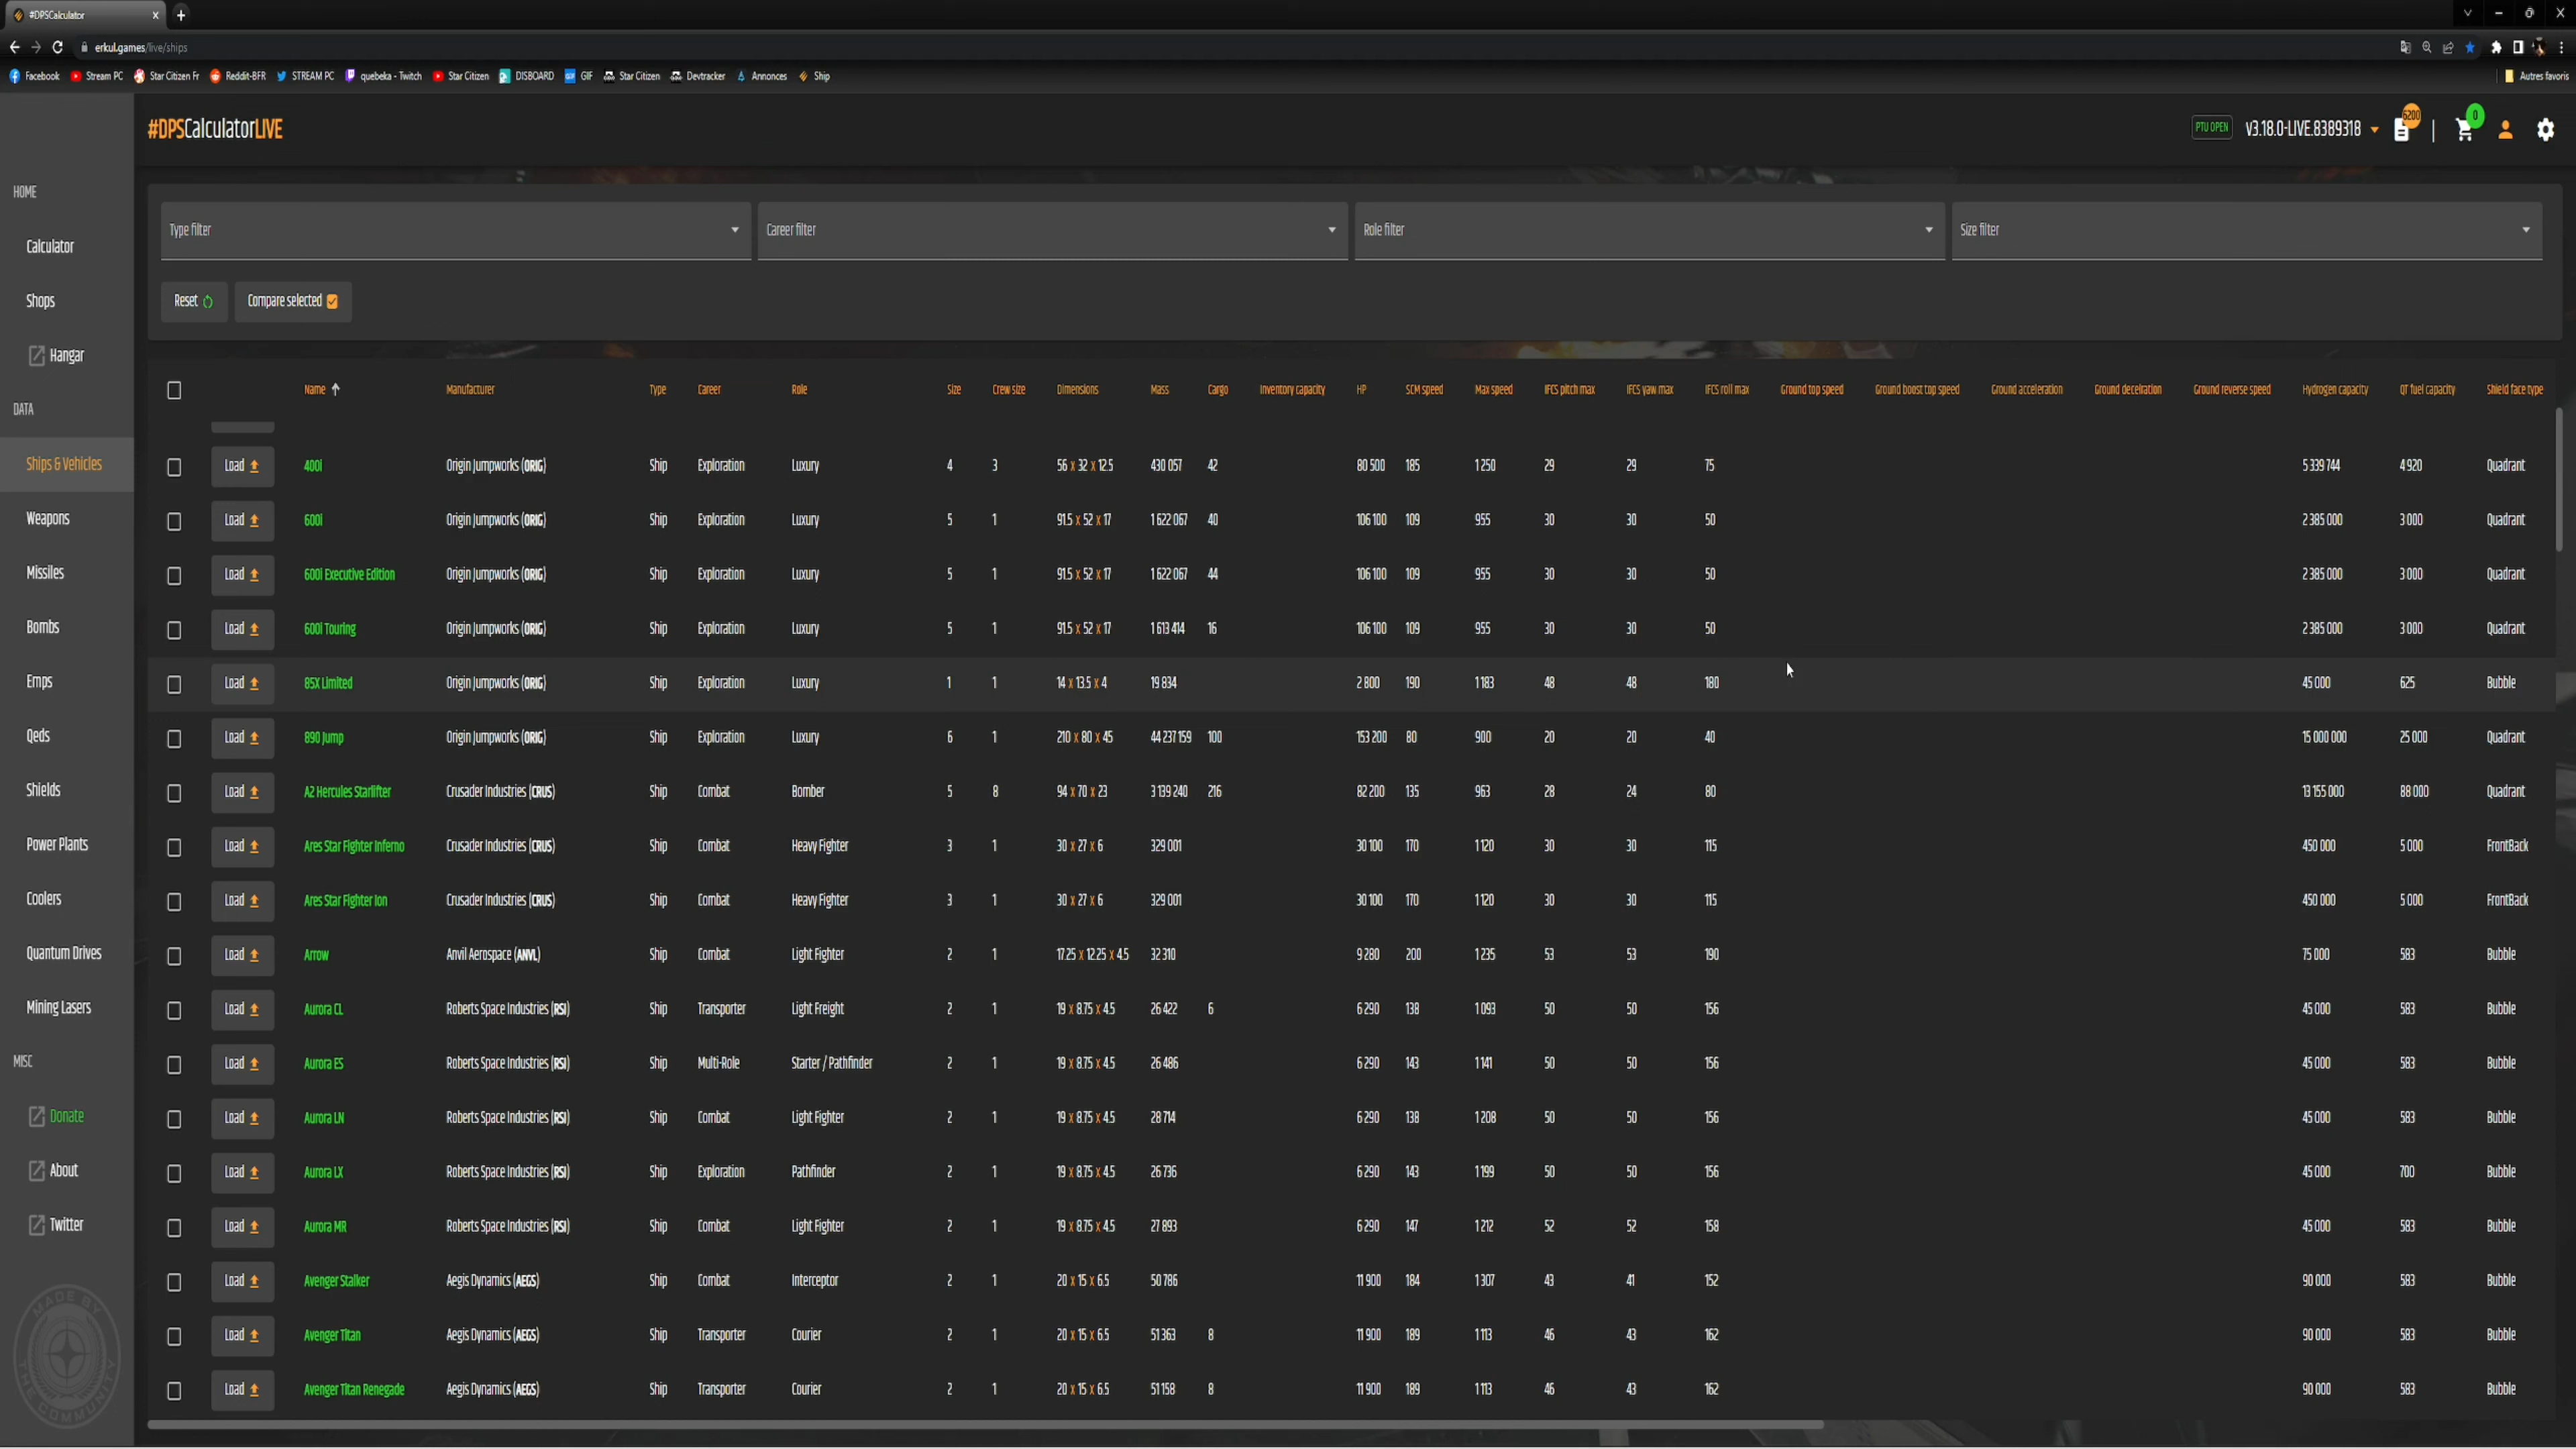 #DPSCalculator
erkul.games/live/ships
Facebook Stream PC Star Citizen Fr Reddit-BFR STREAM PC quebeka - Twitch Star Citizen DISBOARD GIF Star Citizen Devtracker Annonces Ship Autres favoris
#DPSCalculatorLIVE PTU OPEN v3.18.0-LIVE.8389318 6200 0
HOME
Calculator
Shops
Hangar
DATA
Ships & Vehicles
Weapons
Missiles
Bombs
Emps
Qeds
Shields
Power Plants
Coolers
Quantum Drives
Mining Lasers
MISC
Donate
About
Twitter
MADE BY THE COMMUNITY
Type filter Career filter Role filter Size filter
Reset Compare selected
Name Manufacturer Type Career Role Size Crew size Dimensions Mass Cargo Inventory capacity HP SCM speed Max speed IFCS pitch max IFCS yaw max IFCS roll max Ground top speed Ground boost top speed Ground acceleration Ground decelration Ground reverse speed Hydrogen capacity QT fuel capacity Shield face type
Load 400i Origin Jumpworks (ORIG) Ship Exploration Luxury 4 3 56 x 32 x 12.5 430 057 42 80 500 185 1 250 29 29 75 5 339 744 4 920 Quadrant
Load 600i Origin Jumpworks (ORIG) Ship Exploration Luxury 5 1 91.5 x 52 x 17 1 622 067 40 106 100 109 955 30 30 50 2 385 000 3 000 Quadrant
Load 600i Executive Edition Origin Jumpworks (ORIG) Ship Exploration Luxury 5 1 91.5 x 52 x 17 1 622 067 44 106 100 109 955 30 30 50 2 385 000 3 000 Quadrant
Load 600i Touring Origin Jumpworks (ORIG) Ship Exploration Luxury 5 1 91.5 x 52 x 17 1 613 414 16 106 100 109 955 30 30 50 2 385 000 3 000 Quadrant
Load 85X Limited Origin Jumpworks (ORIG) Ship Exploration Luxury 1 1 14 x 13.5 x 4 19 834 2 800 190 1 183 48 48 180 45 000 625 Bubble
Load 890 Jump Origin Jumpworks (ORIG) Ship Exploration Luxury 6 1 210 x 80 x 45 44 237 159 100 153 200 80 900 20 20 40 15 000 000 25 000 Quadrant
Load A2 Hercules Starlifter Crusader Industries (CRUS) Ship Combat Bomber 5 8 94 x 70 x 23 3 139 240 216 82 200 135 963 28 24 80 13 155 000 88 000 Quadrant
Load Ares Star Fighter Inferno Crusader Industries (CRUS) Ship Combat Heavy Fighter 3 1 30 x 27 x 6 329 001 30 100 170 1 120 30 30 115 450 000 5 000 FrontBack
Load Ares Star Fighter Ion Crusader Industries (CRUS) Ship Combat Heavy Fighter 3 1 30 x 27 x 6 329 001 30 100 170 1 120 30 30 115 450 000 5 000 FrontBack
Load Arrow Anvil Aerospace (ANVL) Ship Combat Light Fighter 2 1 17.25 x 12.25 x 4.5 32 310 9 280 200 1 235 53 53 190 75 000 583 Bubble
Load Aurora CL Roberts Space Industries (RSI) Ship Transporter Light Freight 2 1 19 x 8.75 x 4.5 26 422 6 6 290 138 1 093 50 50 156 45 000 583 Bubble
Load Aurora ES Roberts Space Industries (RSI) Ship Multi-Role Starter / Pathfinder 2 1 19 x 8.75 x 4.5 26 486 6 290 143 1 141 50 50 156 45 000 583 Bubble
Load Aurora LN Roberts Space Industries (RSI) Ship Combat Light Fighter 2 1 19 x 8.75 x 4.5 28 714 6 290 138 1 208 50 50 156 45 000 583 Bubble
Load Aurora LX Roberts Space Industries (RSI) Ship Exploration Pathfinder 2 1 19 x 8.75 x 4.5 26 736 6 290 143 1 199 50 50 156 45 000 700 Bubble
Load Aurora MR Roberts Space Industries (RSI) Ship Combat Light Fighter 2 1 19 x 8.75 x 4.5 27 893 6 290 147 1 212 52 52 158 45 000 583 Bubble
Load Avenger Stalker Aegis Dynamics (AEGS) Ship Combat Interceptor 2 1 20 x 15 x 6.5 50 786 11 900 184 1 307 43 41 152 90 000 583 Bubble
Load Avenger Titan Aegis Dynamics (AEGS) Ship Transporter Courier 2 1 20 x 15 x 6.5 51 363 8 11 900 189 1 113 46 43 162 90 000 583 Bubble
Load Avenger Titan Renegade Aegis Dynamics (AEGS) Ship Transporter Courier 2 1 20 x 15 x 6.5 51 158 8 11 900 189 1 113 46 43 162 90 000 583 Bubble